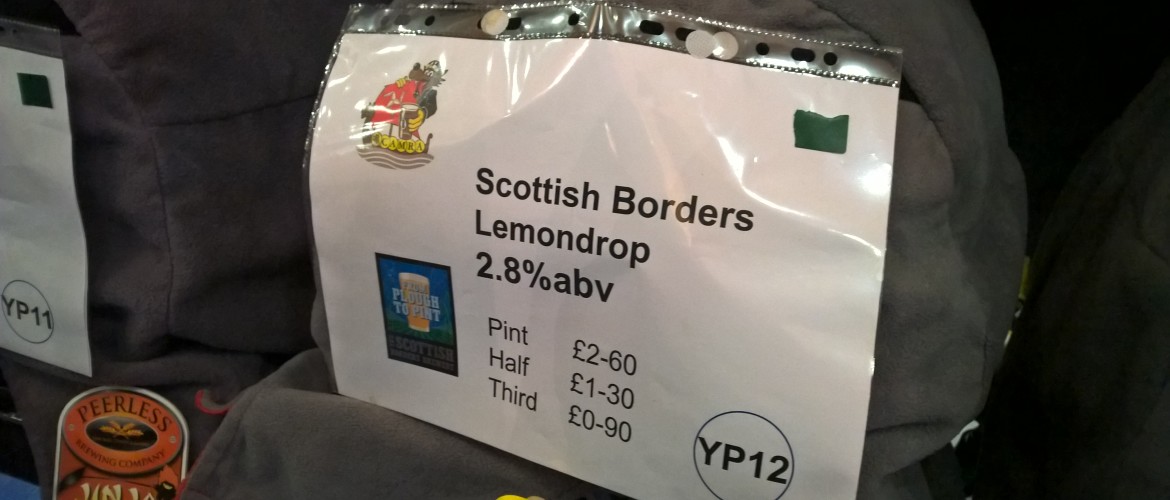 CAMRA
Scottish Borders
Lemondrop
2.8%abv
FROM
PLOUGH
TO PINT
SCOTTISH
Pint £2-60
Half £1-30
Third £0-90
YP12
YP11
PEERLESS
BREWING COMPANY